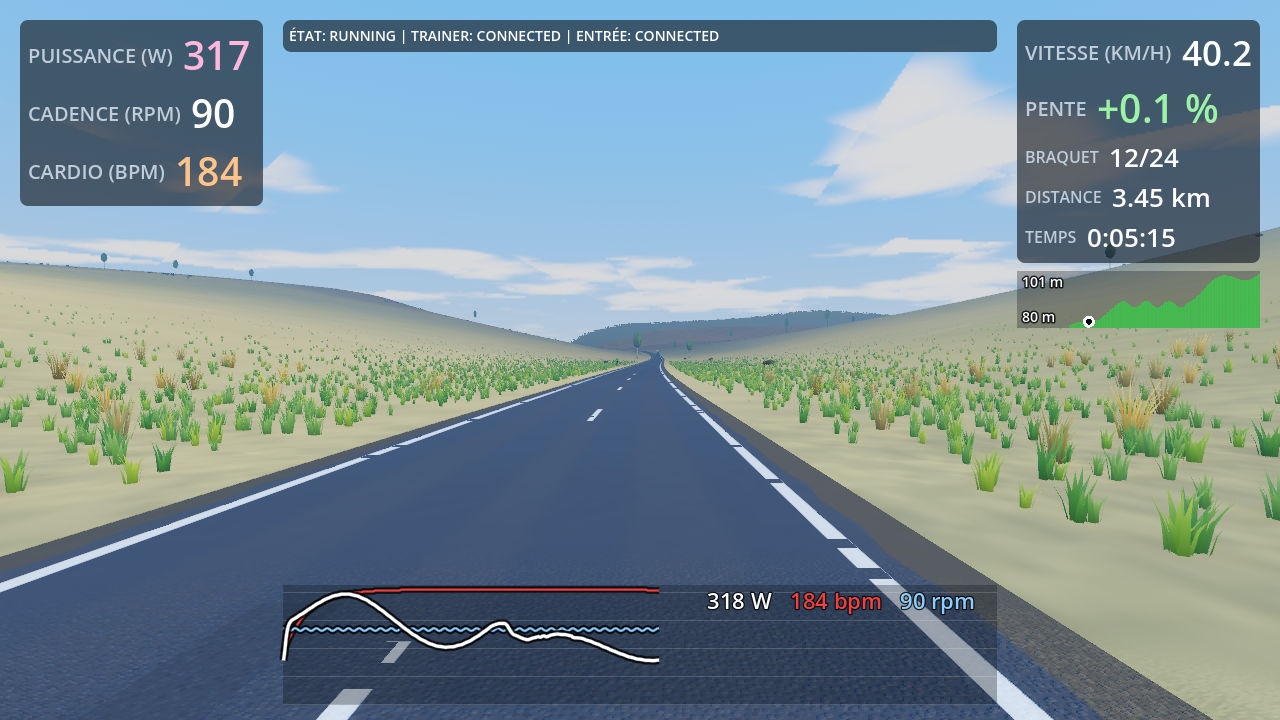 PUISSANCE (W) 317
CADENCE (RPM) 90
CARDIO (BPM) 184
ÉTAT: RUNNING | TRAINER: CONNECTED | ENTRÉE: CONNECTED
VITESSE (KM/H) 40.2
PENTE +0.1 %
BRAQUET 12/24
DISTANCE 3.45 km
TEMPS 0:05:15
101 m
80 m
318 W 184 bpm 90 rpm